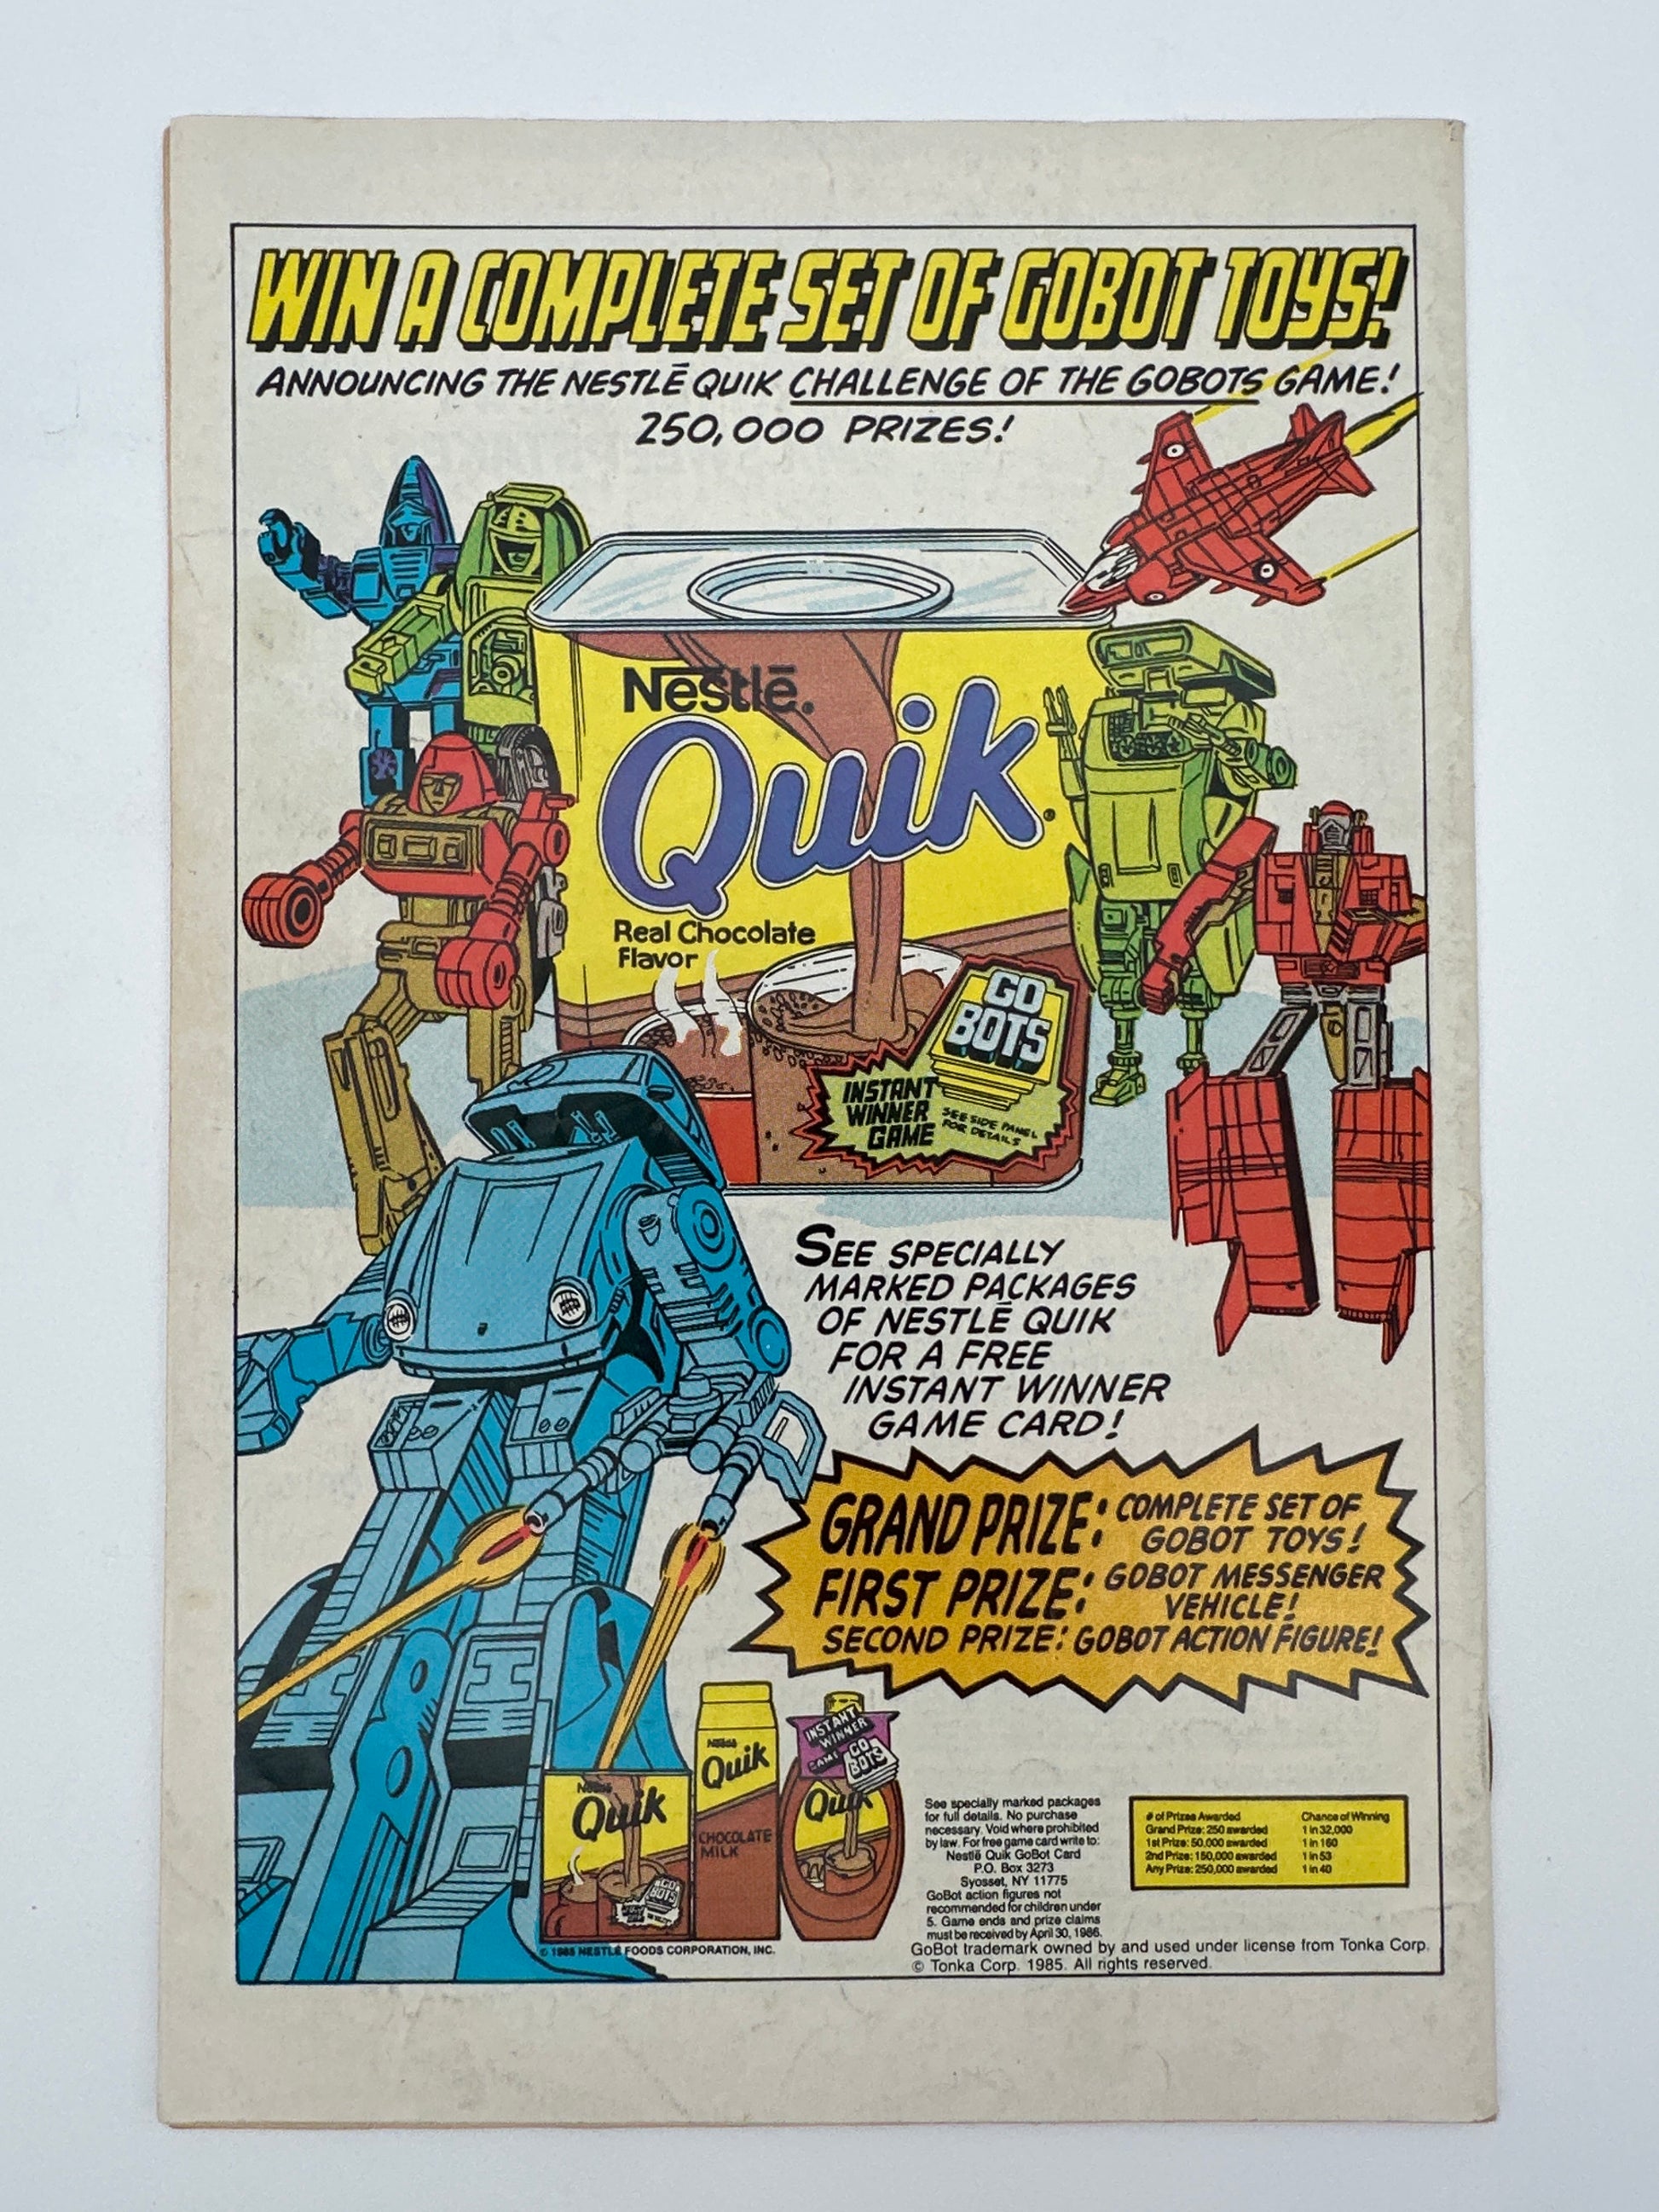 WIN A COMPLETE SET OF GOBOT TOYS!
ANNOUNCING THE NESTLĒ QUIK CHALLENGE OF THE GOBOTS GAME!
250,000 PRIZES!
Nestlē.
Quik
Real Chocolate
Flavor
GO
BOTS
INSTANT
WINNER
GAME
SEE SIDE PANEL
FOR DETAILS
SEE SPECIALLY
MARKED PACKAGES
OF NESTLĒ QUIK
FOR A FREE
INSTANT WINNER
GAME CARD!
GRAND PRIZE: COMPLETE SET OF
GOBOT TOYS!
FIRST PRIZE: GOBOT MESSENGER
VEHICLE!
SECOND PRIZE: GOBOT ACTION FIGURE!
Quik
GO
BOTS
Nestlē
Quik
CHOCOLATE
MILK
INSTANT
WINNER
GAME
GO
BOTS
Quik
© 1985 NESTLĒ FOODS CORPORATION, INC.
See specially marked packages
for full details. No purchase
necessary. Void where prohibited
by law. For free game card write to:
Nestlē Quik GoBot Card
P.O. Box 3273
Syosset, NY 11775
GoBot action figures not
recommended for children under
5. Game ends and prize claims
must be received by April 30, 1986.
# of Prizes Awarded Chance of Winning
Grand Prize: 250 awarded 1 in 32,000
1st Prize: 50,000 awarded 1 in 160
2nd Prize: 150,000 awarded 1 in 53
Any Prize: 250,000 awarded 1 in 40
GoBot trademark owned by and used under license from Tonka Corp.
© Tonka Corp. 1985. All rights reserved.